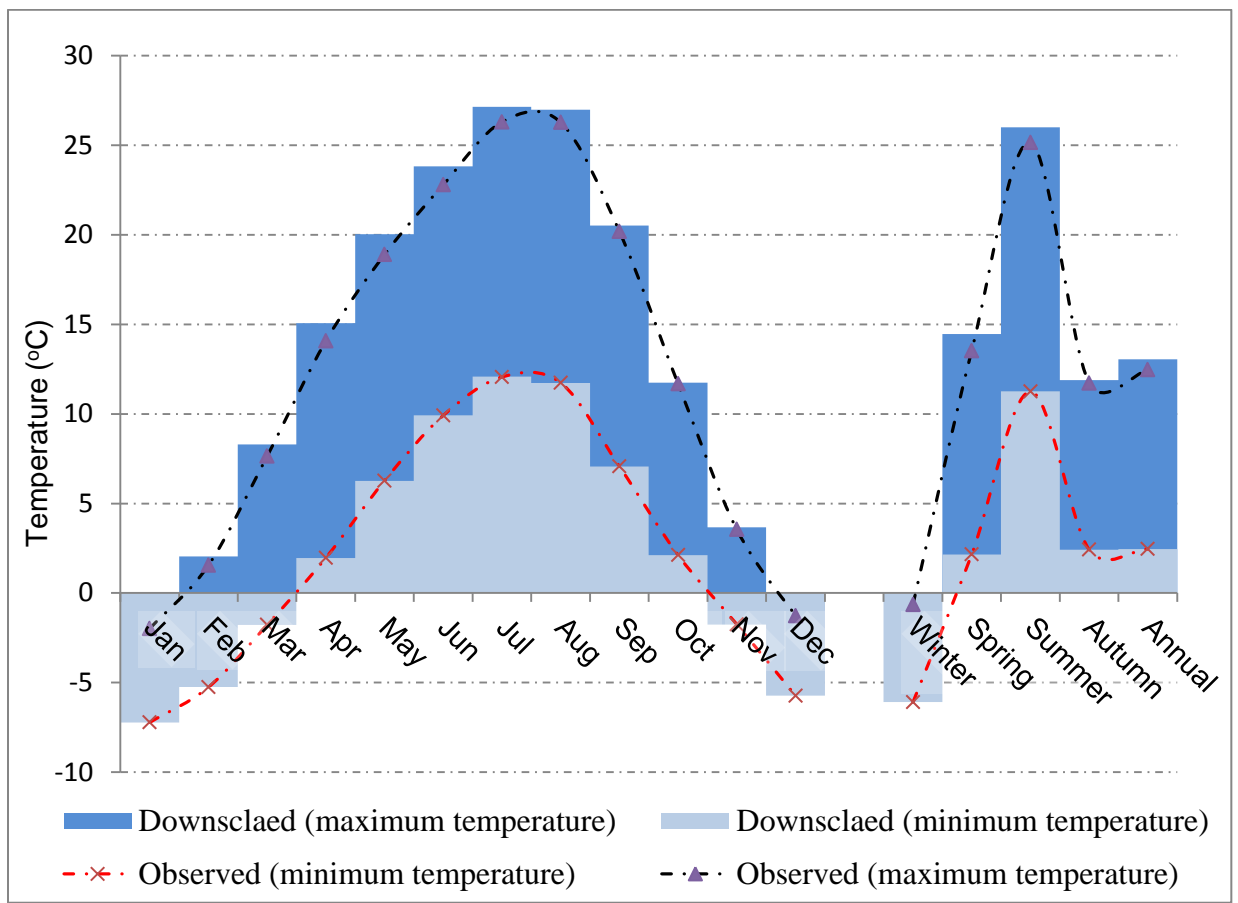 30
25
20
15
10
5
0
-5
-10
Temperature (ºC)
Jan
Feb
Mar
Apr
May
Jun
Jul
Aug
Sep
Oct
Nov
Dec
Winter
Spring
Summer
Autumn
Annual
Downsclaed (maximum temperature)
Downsclaed (minimum temperature)
Observed (minimum temperature)
Observed (maximum temperature)